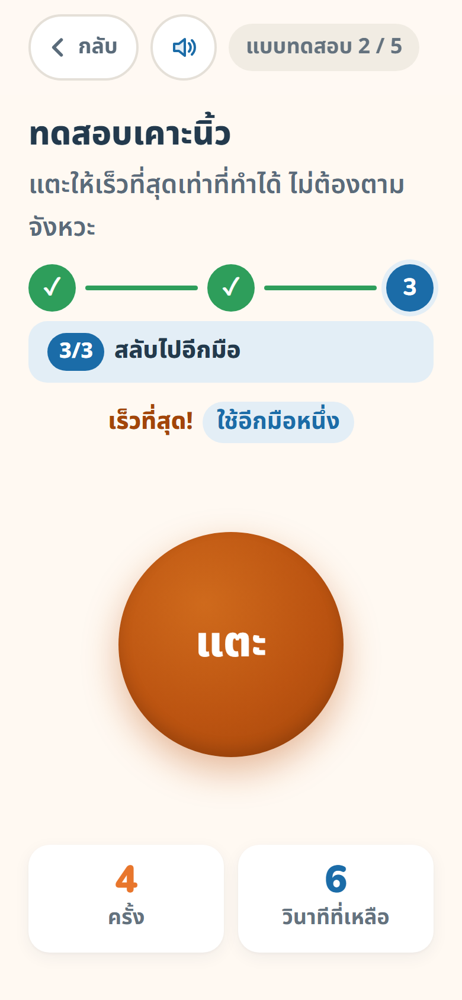 กลับ
แบบทดสอบ 2 / 5
ทดสอบเคาะนิ้ว
แตะให้เร็วที่สุดเท่าที่ทำได้ ไม่ต้องตาม
จังหวะ
✓ ✓ 3
3/3 สลับไปอีกมือ
เร็วที่สุด! ใช้อีกมือหนึ่ง
แตะ
4
ครั้ง
6
วินาทีที่เหลือ